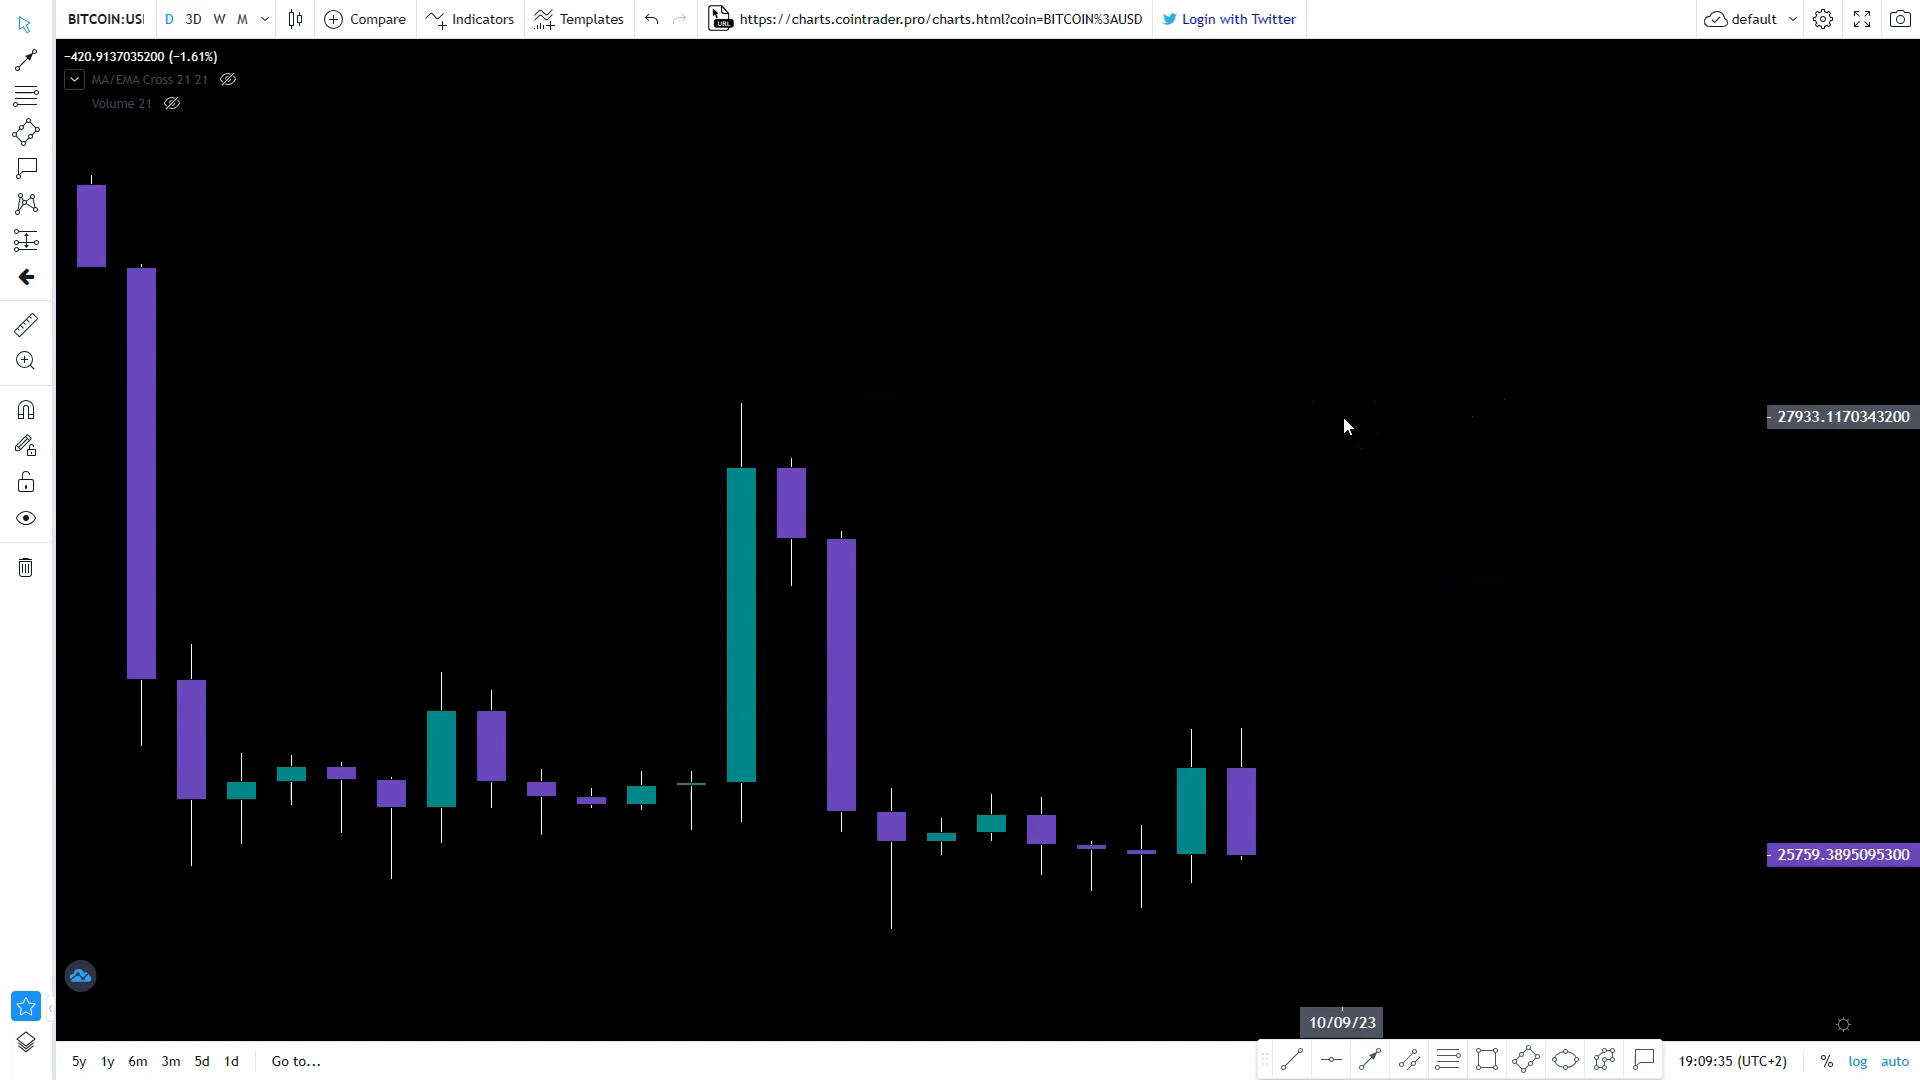 BITCOIN:US D 3D W M Compare Indicators Templates URL https://charts.cointrader.pro/charts.html?coin=BITCOIN%3AUSD Login with Twitter default
−420.9137035200 (−1.61%)
MA/EMA Cross 21 21
Volume 21
27933.1170343200
25759.3895095300
10/09/23
5y 1y 6m 3m 5d 1d Go to... 19:09:35 (UTC+2) % log auto